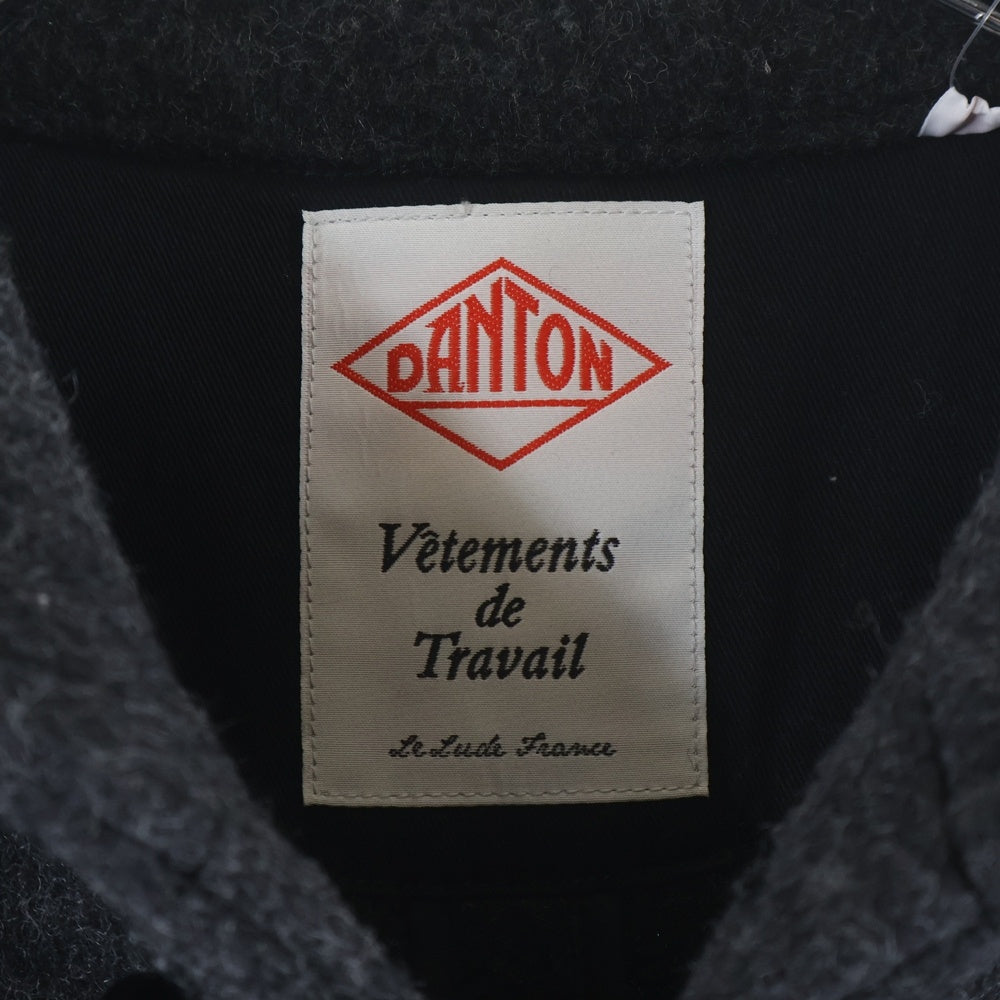 DANTON
Vêtements
de
Travail
Le Lude France